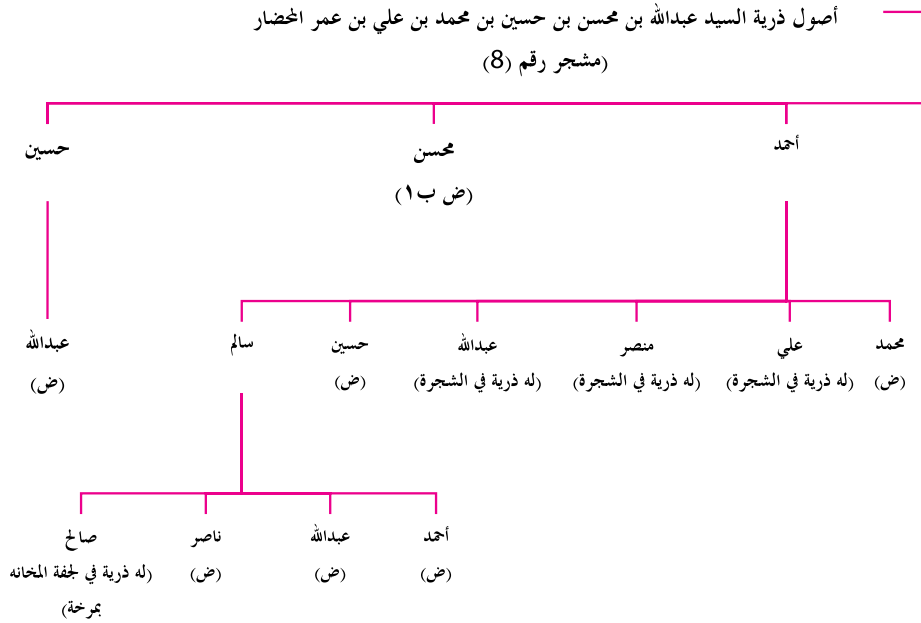 أصول ذرية السيد عبدالله بن محسن بن حسين بن محمد بن علي بن عمر المحضار
(مشجر رقم (8)
أحمد
محسن
حسين
(ض ب١)
محمد
علي
منصر
عبدالله
حسين
سالم
عبدالله
(ض)
(له ذرية في الشجرة)
(له ذرية في الشجرة)
(له ذرية في الشجرة)
(ض)
(ض)
أحمد
عبدالله
ناصر
صالح
(ض)
(ض)
(ض)
(له ذرية في لجفة المخانه
بمرخة)